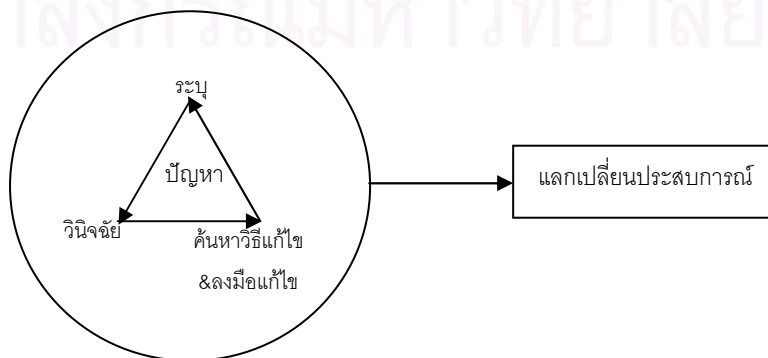 ระบุ
ปัญหา
วินิจฉัย
ค้นหาวิธีแก้ไข
&ลงมือแก้ไข
แลกเปลี่ยนประสบการณ์